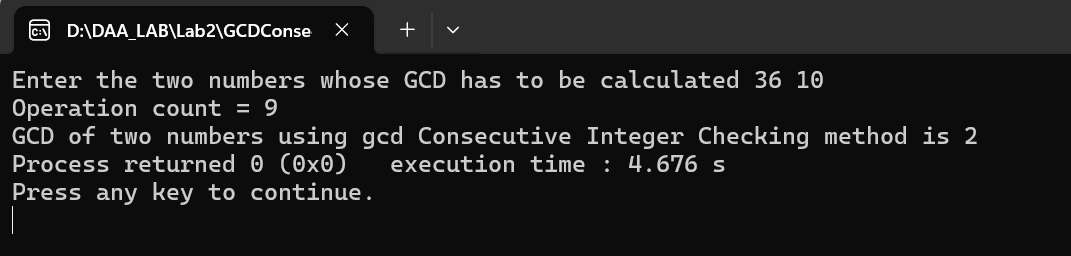 D:\DAA_LAB\Lab2\GCDConse
Enter the two numbers whose GCD has to be calculated 36 10
Operation count = 9
GCD of two numbers using gcd Consecutive Integer Checking method is 2
Process returned 0 (0x0)   execution time : 4.676 s
Press any key to continue.